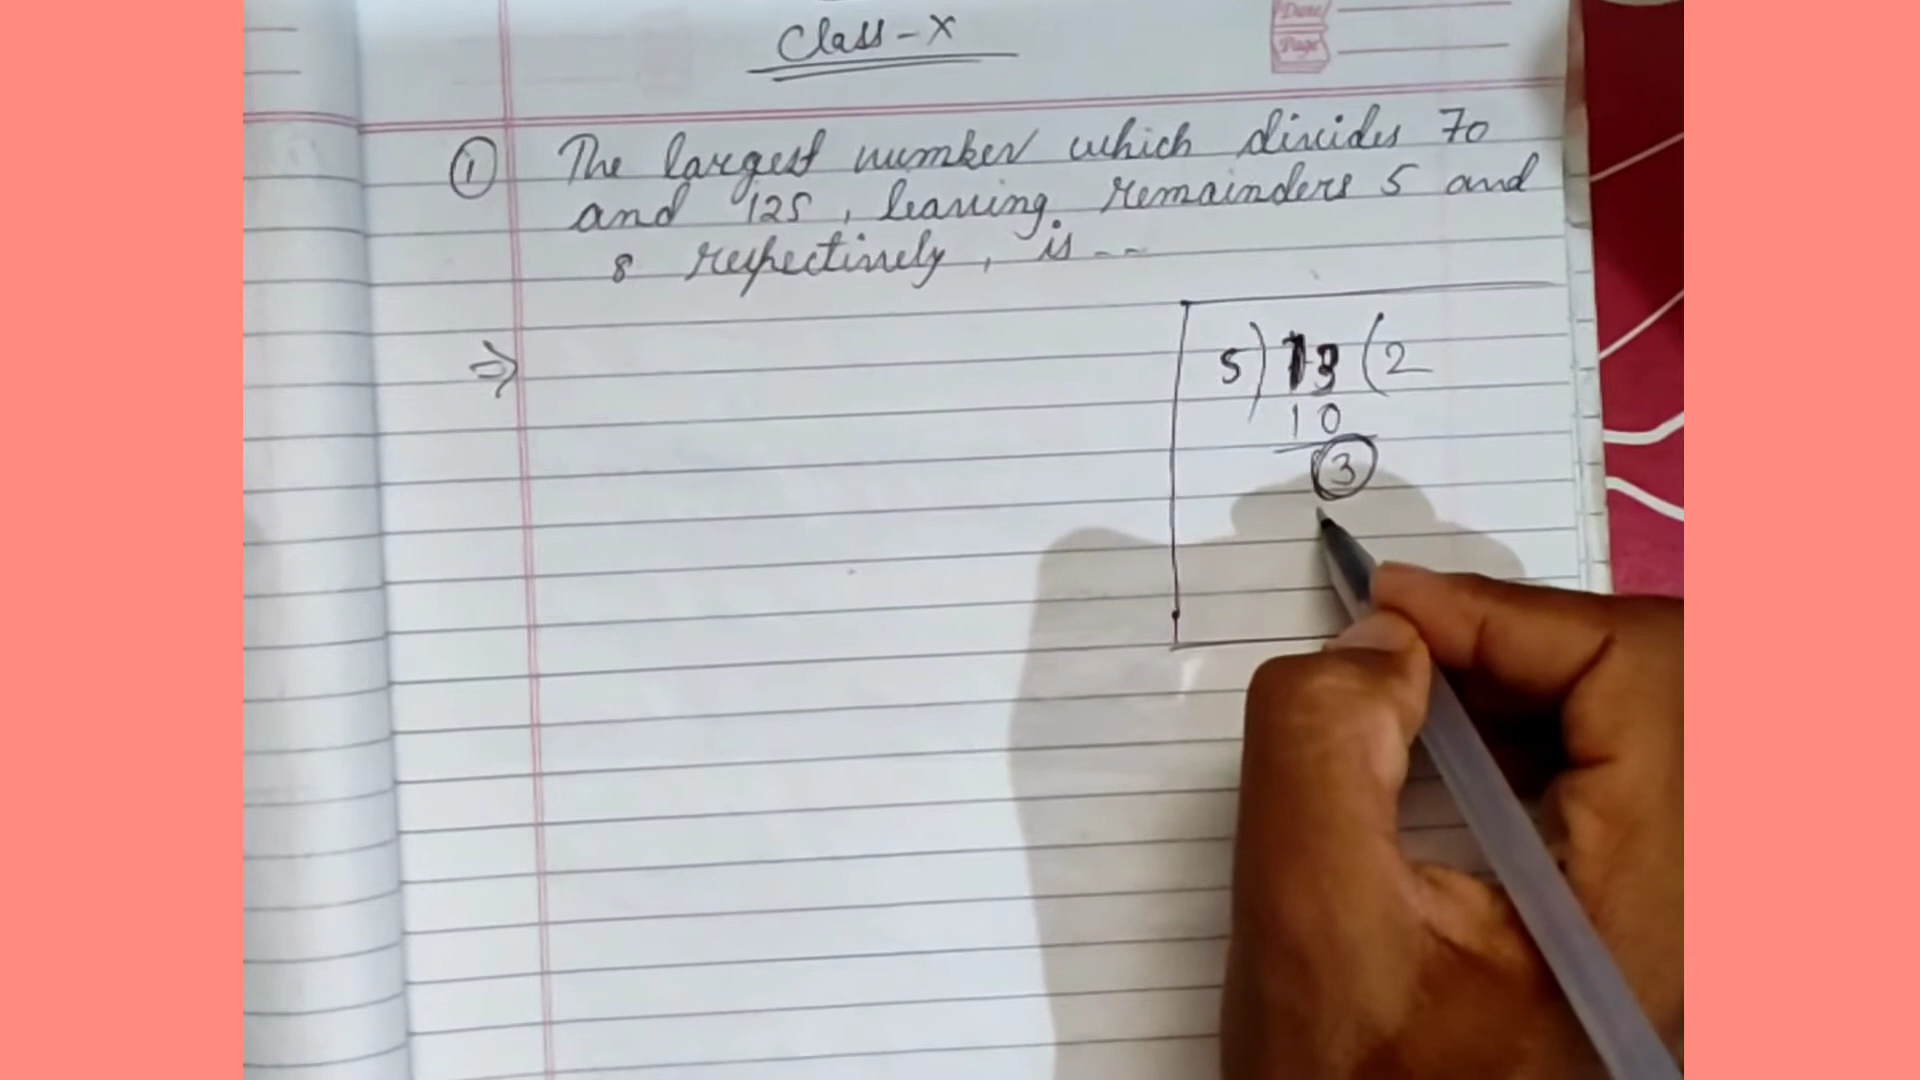 Class-X
Date
Page
① The largest number which divides 70
and 125, leaving remainders 5 and
8 respectively, is --
⇒
5) 13 (2
10
3